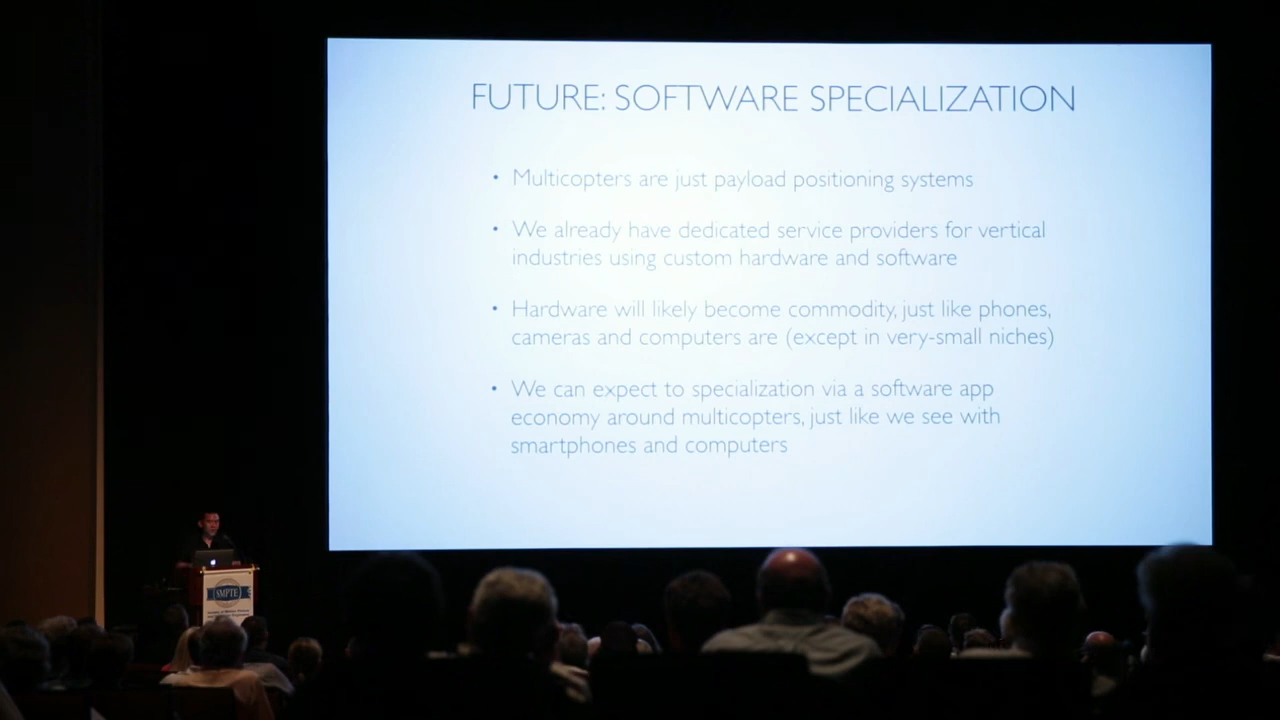 FUTURE: SOFTWARE SPECIALIZATION
• Multicopters are just payload positioning systems
• We already have dedicated service providers for vertical
industries using custom hardware and software
• Hardware will likely become commodity, just like phones,
cameras and computers are (except in very-small niches)
• We can expect to specialization via a software app
economy around multicopters, just like we see with
smartphones and computers
SMPTE